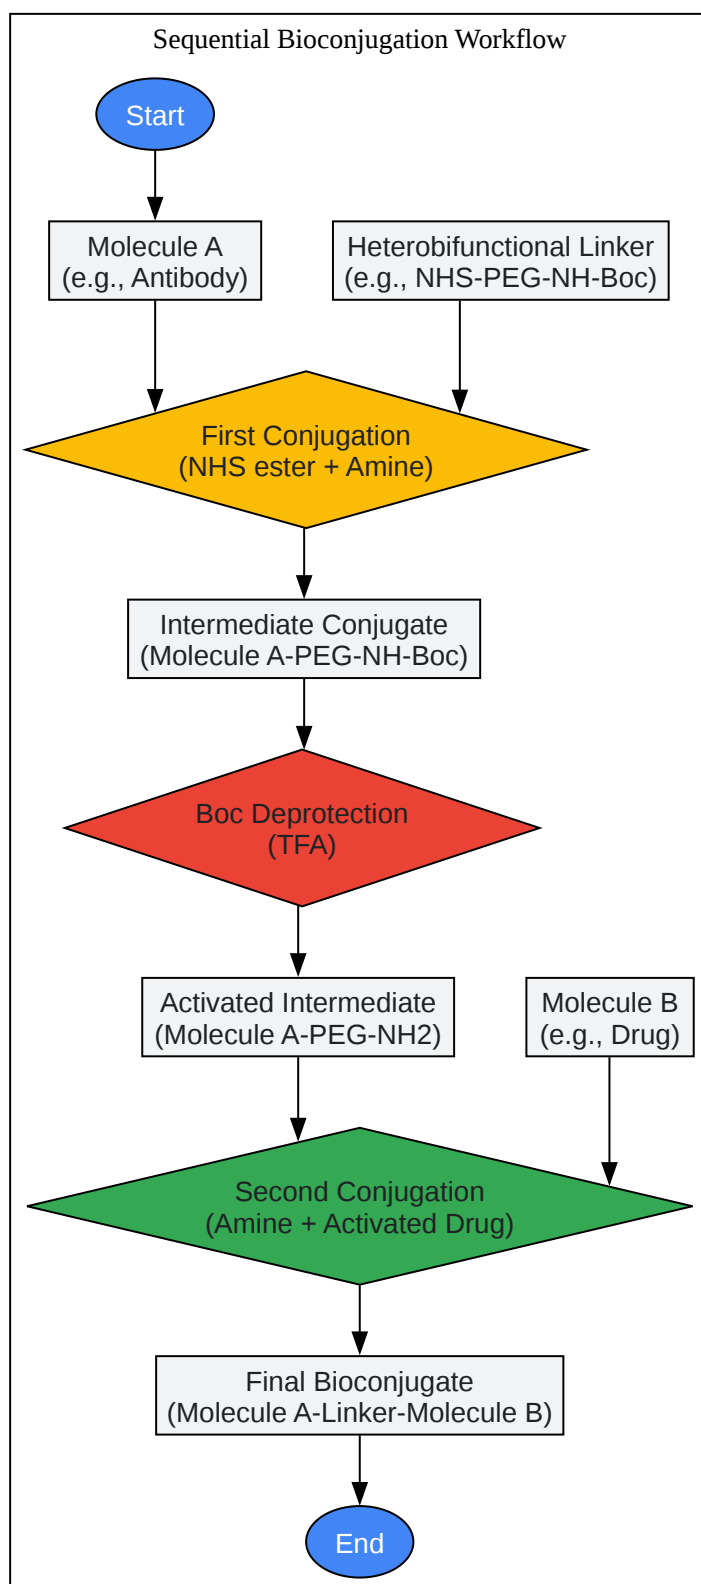 Sequential Bioconjugation Workflow
Start
Molecule A
(e.g., Antibody)
Heterobifunctional Linker
(e.g., NHS-PEG-NH-Boc)
First Conjugation
(NHS ester + Amine)
Intermediate Conjugate
(Molecule A-PEG-NH-Boc)
Boc Deprotection
(TFA)
Activated Intermediate
(Molecule A-PEG-NH2)
Molecule B
(e.g., Drug)
Second Conjugation
(Amine + Activated Drug)
Final Bioconjugate
(Molecule A-Linker-Molecule B)
End